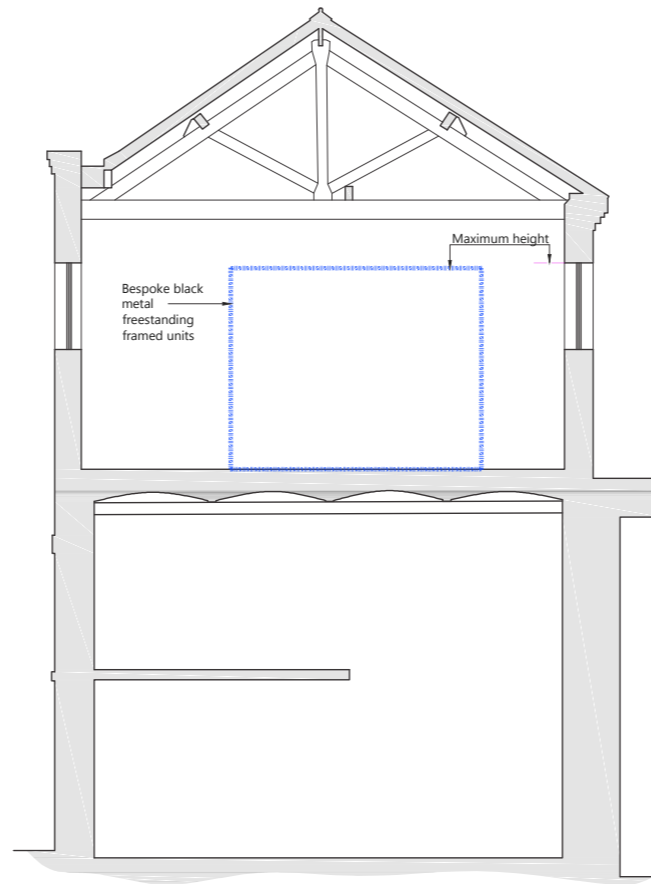 Maximum height
Bespoke black
metal
freestanding
framed units